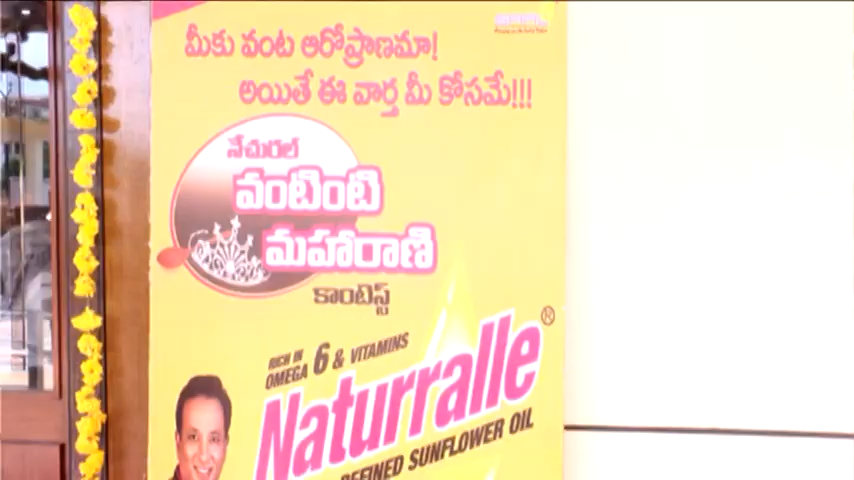 మీకు వంట ఆరోప్రాణమా!
అయితే ఈ వార్త మీ కోసమే!!!
నేచురల్
వంటింటి
మహారాణి
కాంటెస్ట్
RICH IN
OMEGA 6 & VITAMINS
Naturralle®
REFINED SUNFLOWER OIL